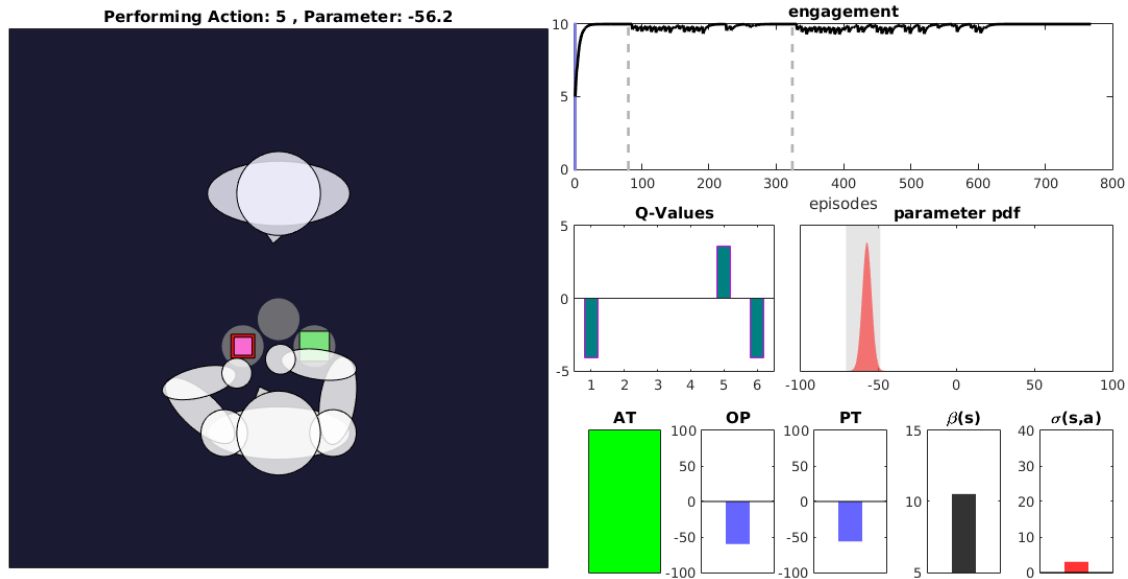 Performing Action: 5 , Parameter: -56.2
engagement
10
5
0
0 100 200 300 400 500 600 700 800
episodes
Q-Values
5
0
-5
1 2 3 4 5 6
parameter pdf
-100 -50 0 50 100
AT
OP
100
50
0
-50
-100
PT
100
50
0
-50
-100
β(s)
15
10
5
σ(s,a)
40
30
20
10
0